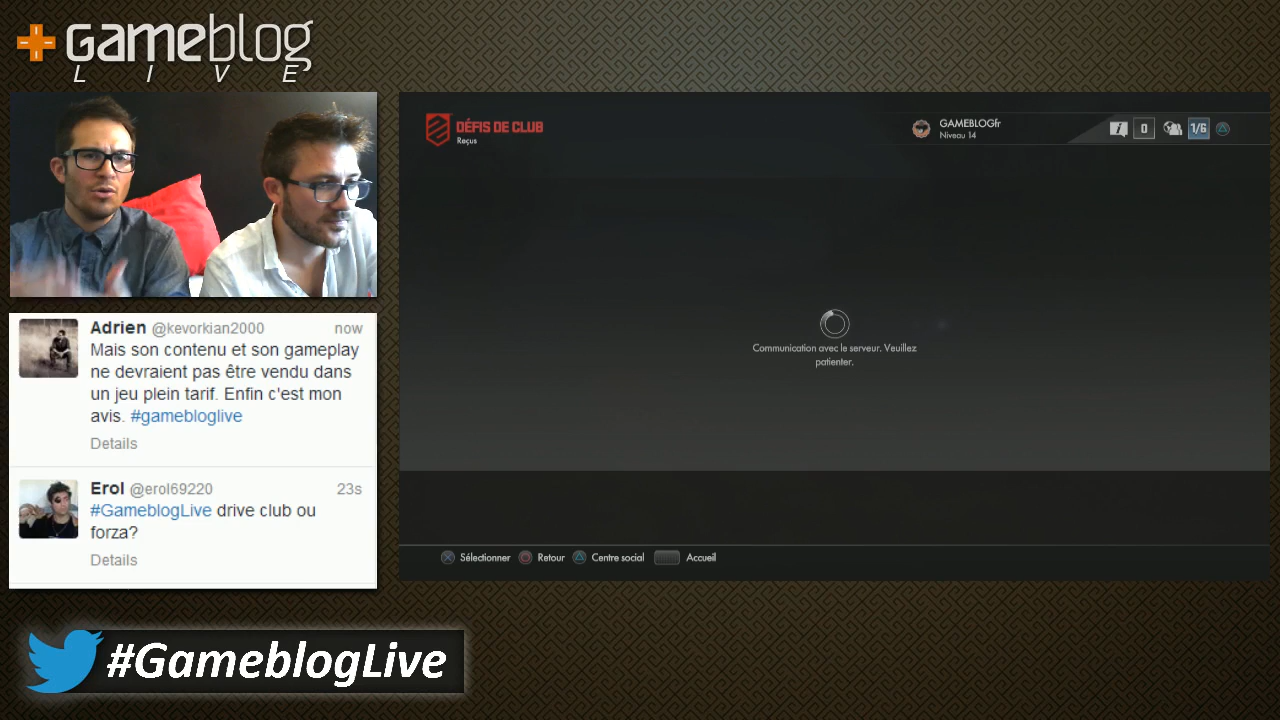 gameblog
LIVE
Adrien @kevorkian2000 now
Mais son contenu et son gameplay
ne devraient pas être vendu dans
un jeu plein tarif. Enfin c'est mon
avis. #gamebloglive
Details
Erol @erol69220 23s
#GameblogLive drive club ou
forza?
Details
#GameblogLive
DÉFIS DE CLUB
Reçus
GAMEBLOGfr
Niveau 14
0 1/6
Communication avec le serveur. Veuillez
patienter.
Sélectionner Retour Centre social Accueil